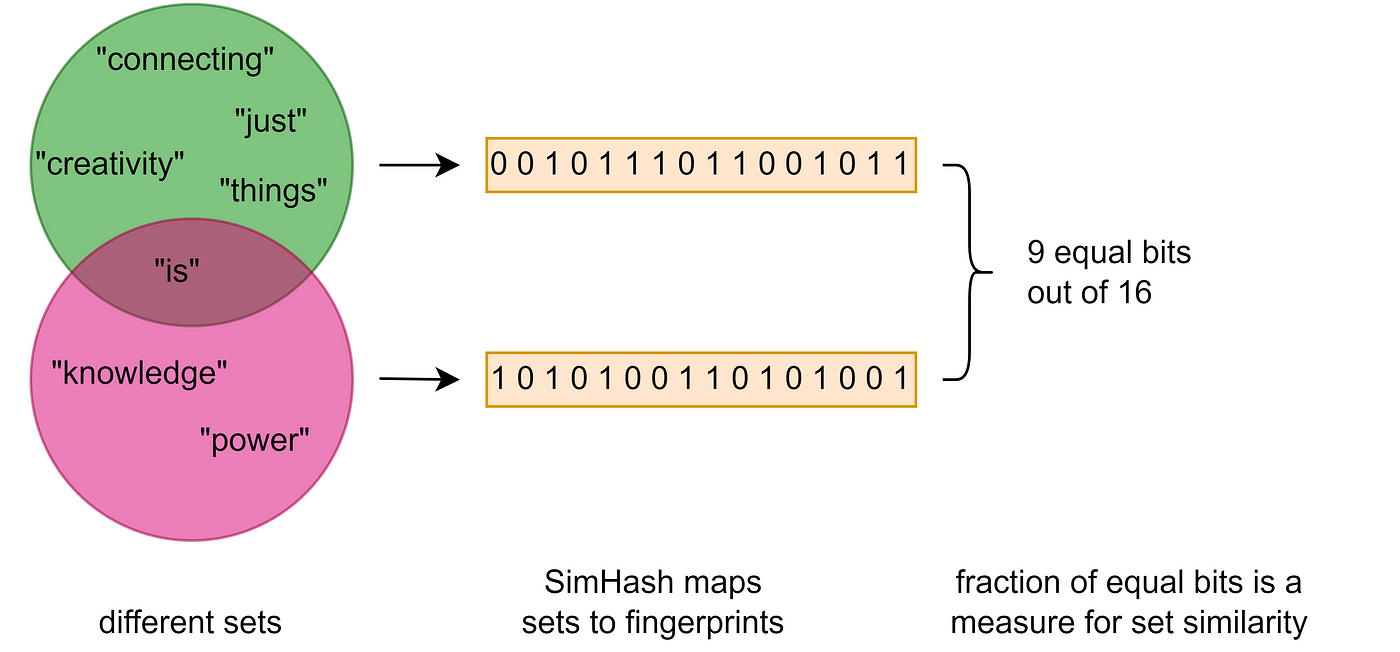 "connecting"
"just"
"creativity"
"things"
"is"
"knowledge"
"power"
0 0 1 0 1 1 1 0 1 1 0 0 1 0 1 1
1 0 1 0 1 0 0 1 1 0 1 0 1 0 0 1
9 equal bits
out of 16
different sets
SimHash maps
sets to fingerprints
fraction of equal bits is a
measure for set similarity